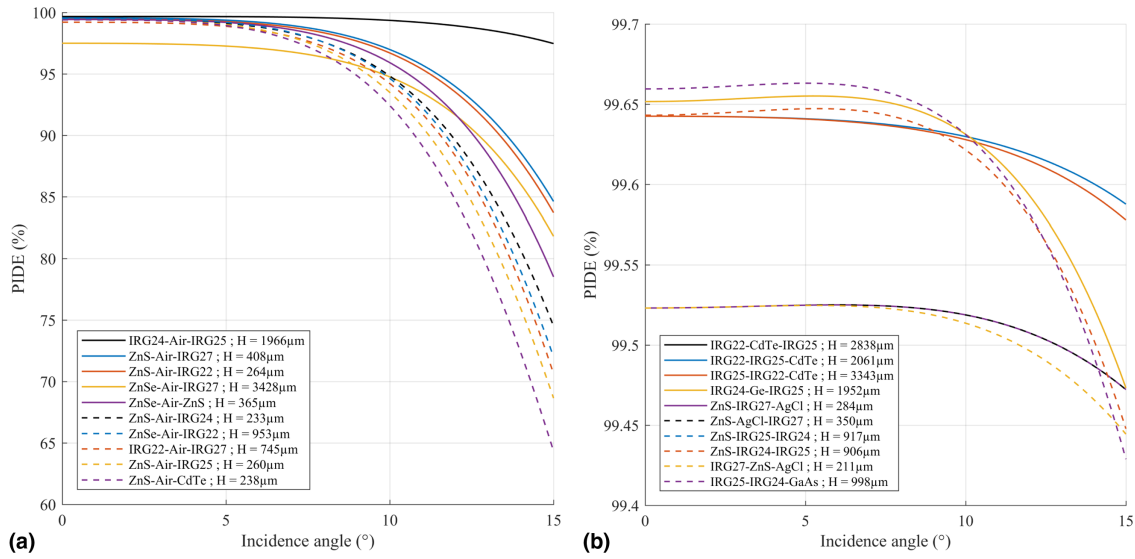 100
95
90
85
80
75
70
65
60
PIDE (%)
IRG24-Air-IRG25 ; H = 1966µm
ZnS-Air-IRG27 ; H = 408µm
ZnS-Air-IRG22 ; H = 264µm
ZnSe-Air-IRG27 ; H = 3428µm
ZnSe-Air-ZnS ; H = 365µm
ZnS-Air-IRG24 ; H = 233µm
ZnSe-Air-IRG22 ; H = 953µm
IRG22-Air-IRG27 ; H = 745µm
ZnS-Air-IRG25 ; H = 260µm
ZnS-Air-CdTe ; H = 238µm
0 5 10 15
Incidence angle (°)
(a)
99.7
99.65
99.6
99.55
99.5
99.45
99.4
PIDE (%)
IRG22-CdTe-IRG25 ; H = 2838µm
IRG22-IRG25-CdTe ; H = 2061µm
IRG25-IRG22-CdTe ; H = 3343µm
IRG24-Ge-IRG25 ; H = 1952µm
ZnS-IRG27-AgCl ; H = 284µm
ZnS-AgCl-IRG27 ; H = 350µm
ZnS-IRG25-IRG24 ; H = 917µm
ZnS-IRG24-IRG25 ; H = 906µm
IRG27-ZnS-AgCl ; H = 211µm
IRG25-IRG24-GaAs ; H = 998µm
0 5 10 15
Incidence angle (°)
(b)